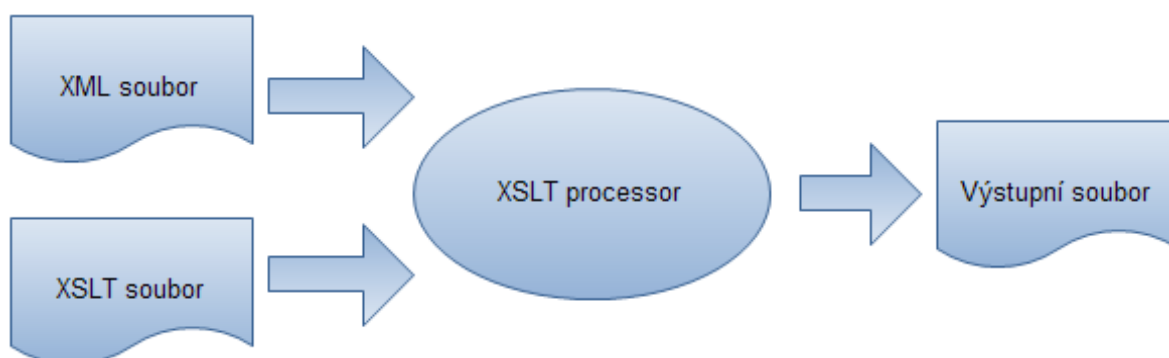 XML soubor
XSLT processor
Výstupní soubor
XSLT soubor